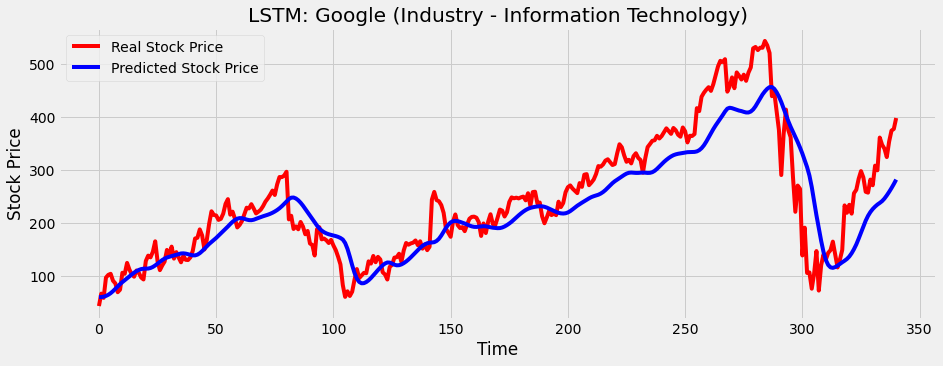 LSTM: Google (Industry - Information Technology)
Real Stock Price
Predicted Stock Price
Stock Price
500
400
300
200
100
0 50 100 150 200 250 300 350
Time